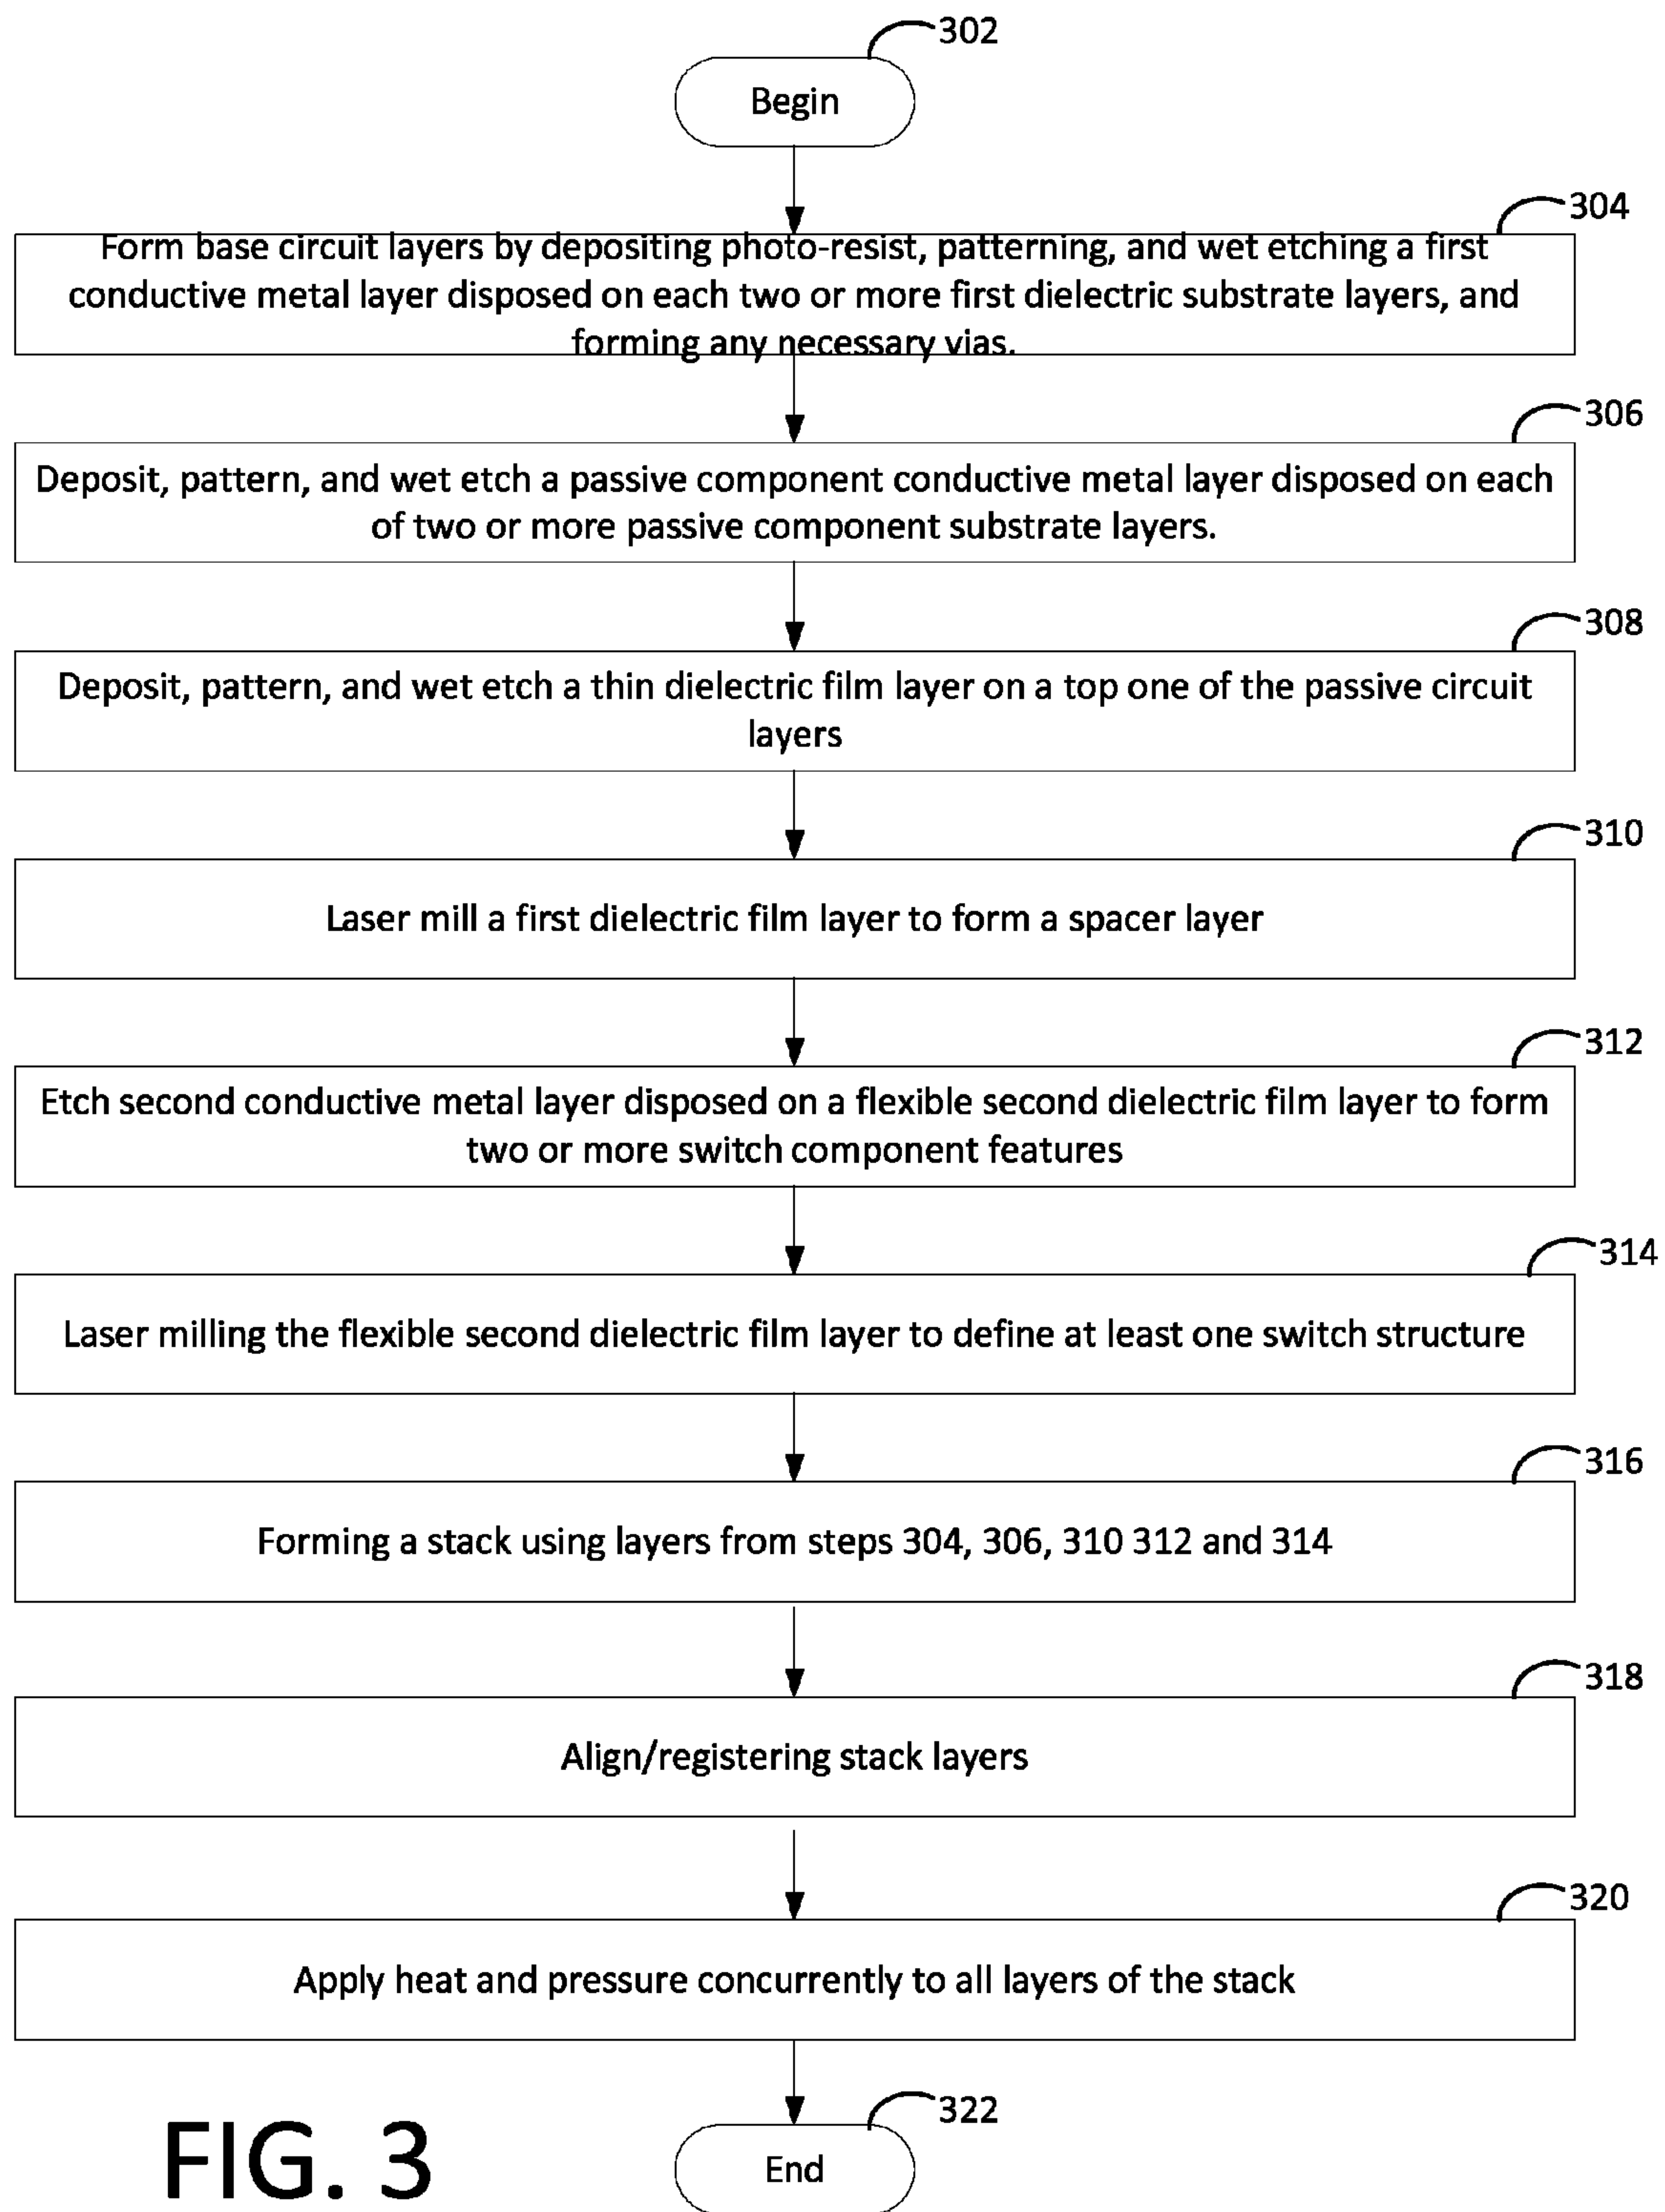 302
Begin
304
Form base circuit layers by depositing photo-resist, patterning, and wet etching a first
conductive metal layer disposed on each two or more first dielectric substrate layers, and
forming any necessary vias.
306
Deposit, pattern, and wet etch a passive component conductive metal layer disposed on each
of two or more passive component substrate layers.
308
Deposit, pattern, and wet etch a thin dielectric film layer on a top one of the passive circuit
layers
310
Laser mill a first dielectric film layer to form a spacer layer
312
Etch second conductive metal layer disposed on a flexible second dielectric film layer to form
two or more switch component features
314
Laser milling the flexible second dielectric film layer to define at least one switch structure
316
Forming a stack using layers from steps 304, 306, 310 312 and 314
318
Align/registering stack layers
320
Apply heat and pressure concurrently to all layers of the stack
322
End
FIG. 3